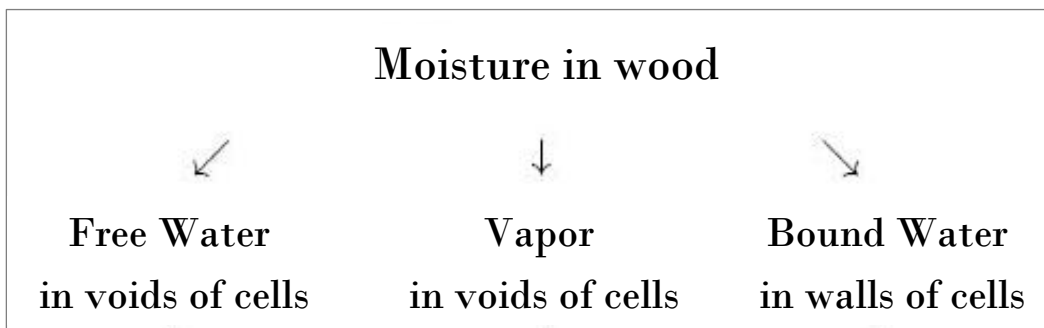 Moisture in wood
Free Water
in voids of cells
Vapor
in voids of cells
Bound Water
in walls of cells